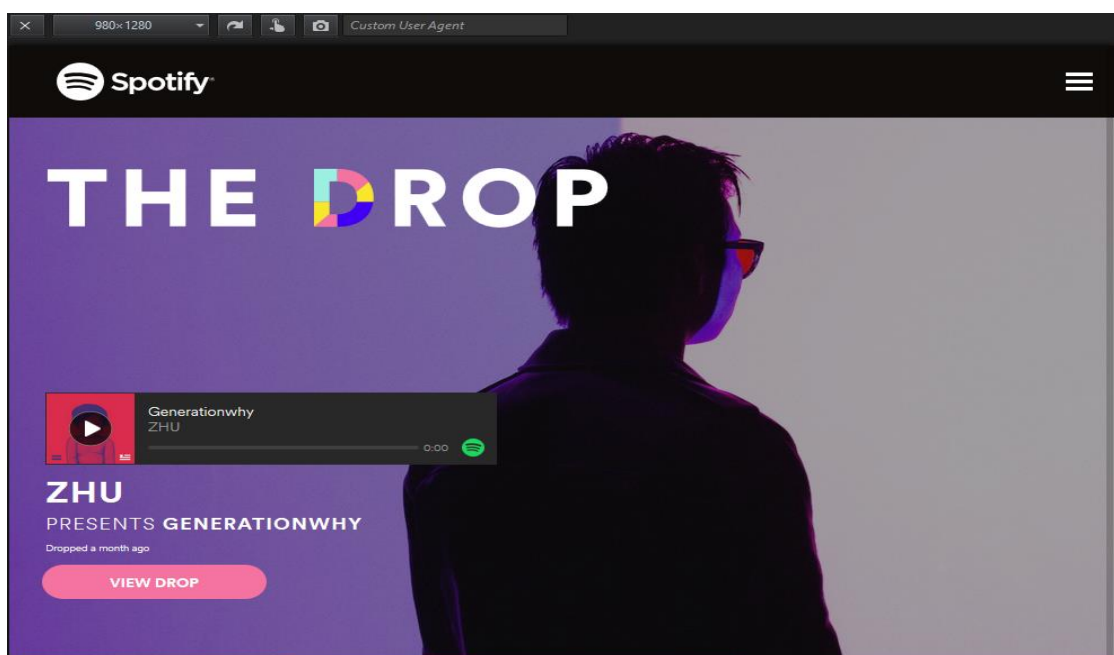 980×1280
Custom User Agent
Spotify®
THE DROP
Generationwhy
ZHU
0:00
ZHU
PRESENTS GENERATIONWHY
Dropped a month ago
VIEW DROP